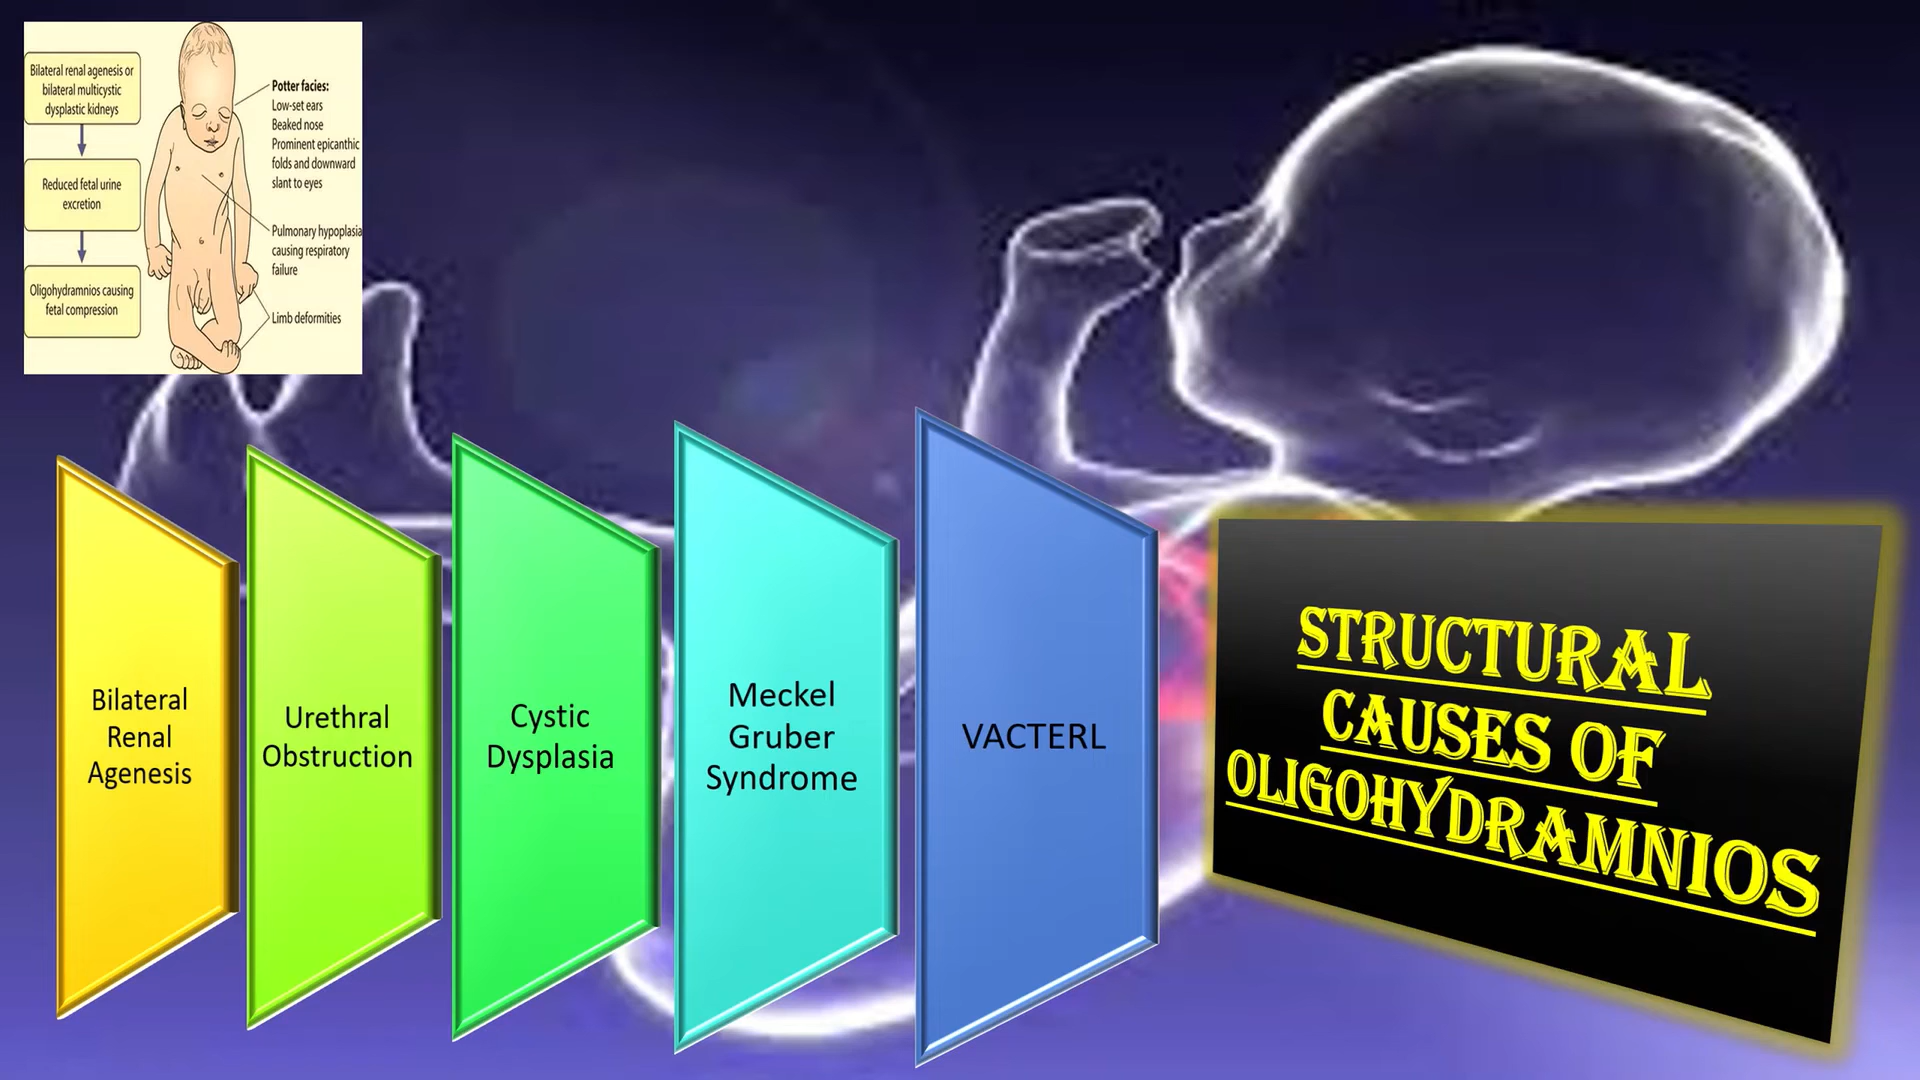 Bilateral renal agenesis or
bilateral multicystic
dysplastic kidneys
Reduced fetal urine
excretion
Oligohydramnios causing
fetal compression
Potter facies:
Low-set ears
Beaked nose
Prominent epicanthic
folds and downward
slant to eyes
Pulmonary hypoplasia
causing respiratory
failure
Limb deformities
Bilateral
Renal
Agenesis
Urethral
Obstruction
Cystic
Dysplasia
Meckel
Gruber
Syndrome
VACTERL
STRUCTURAL
CAUSES OF
OLIGOHYDRAMNIOS